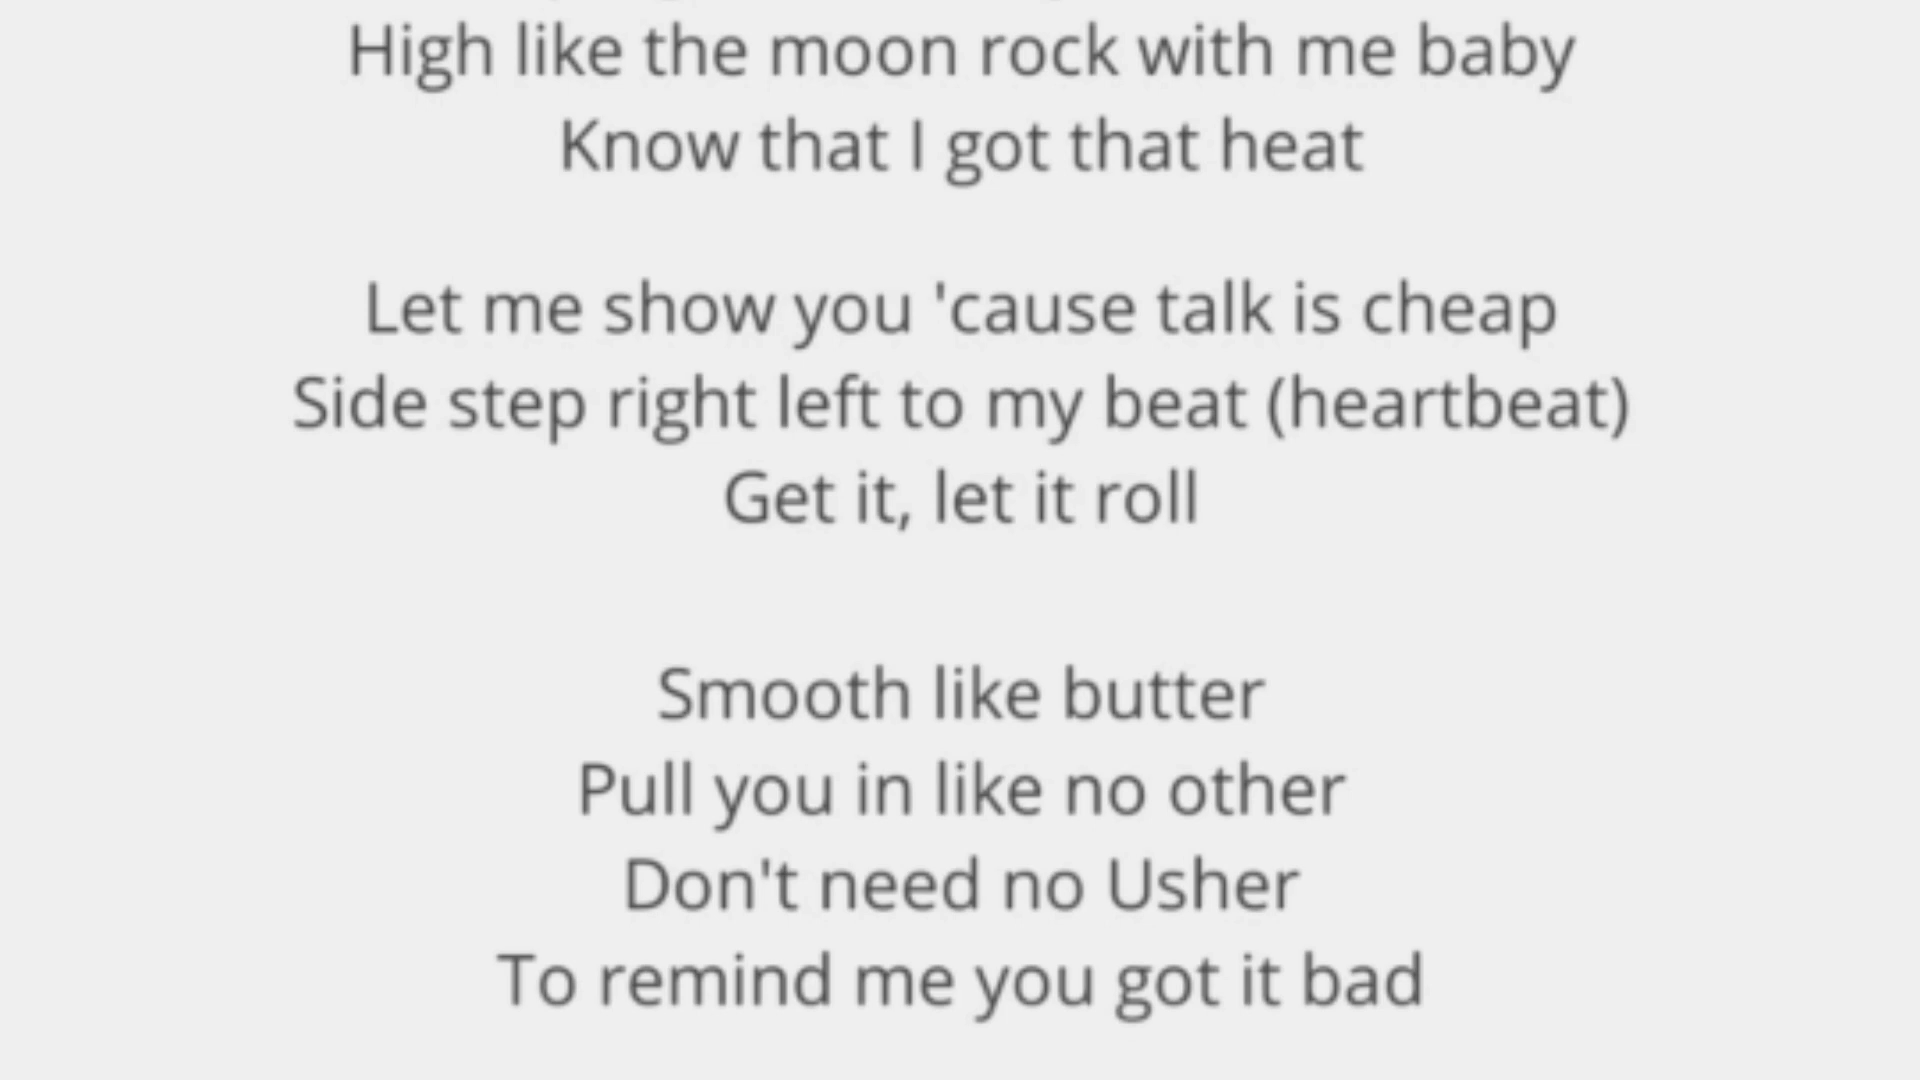 High like the moon rock with me baby
Know that I got that heat
Let me show you 'cause talk is cheap
Side step right left to my beat (heartbeat)
Get it, let it roll
Smooth like butter
Pull you in like no other
Don't need no Usher
To remind me you got it bad